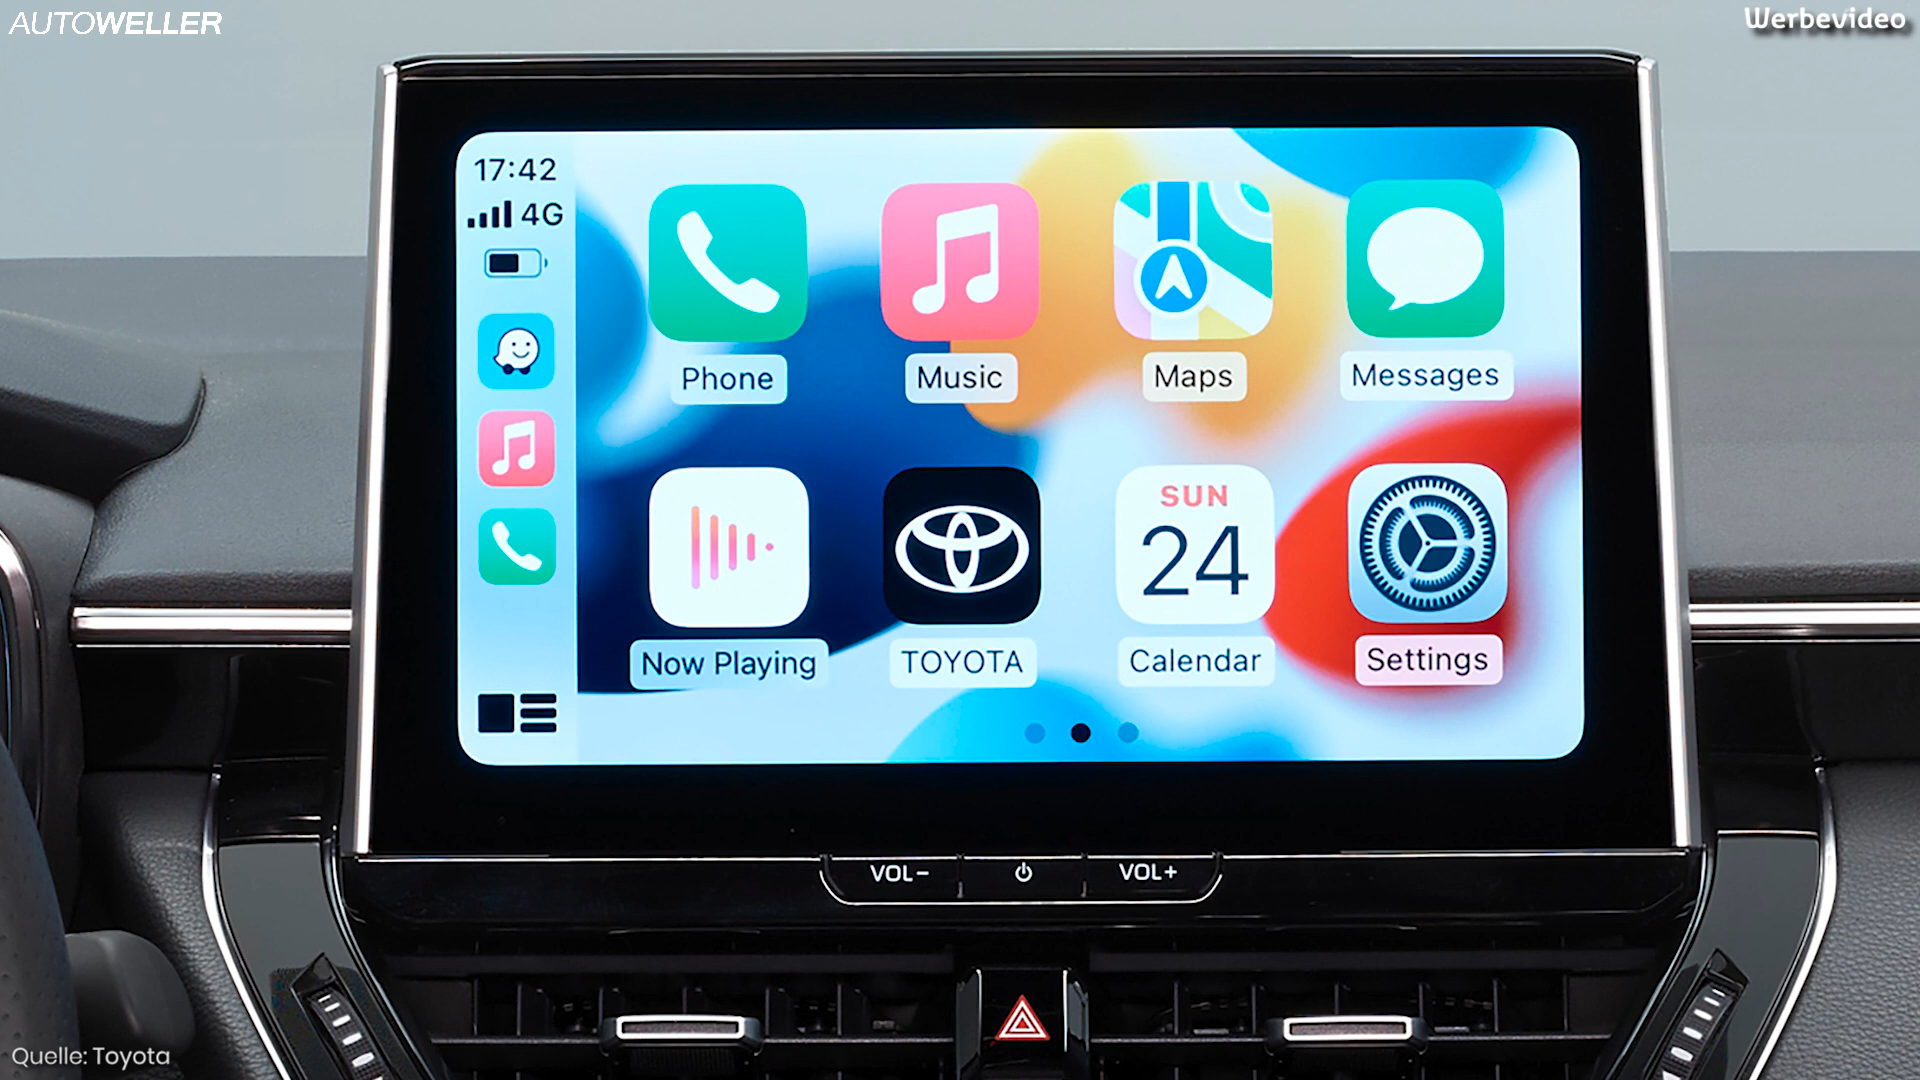 AUTOWELLER
Werbevideo
17:42
4G
Phone
Music
Maps
Messages
SUN
24
Now Playing
TOYOTA
Calendar
Settings
VOL-
VOL+
Quelle: Toyota